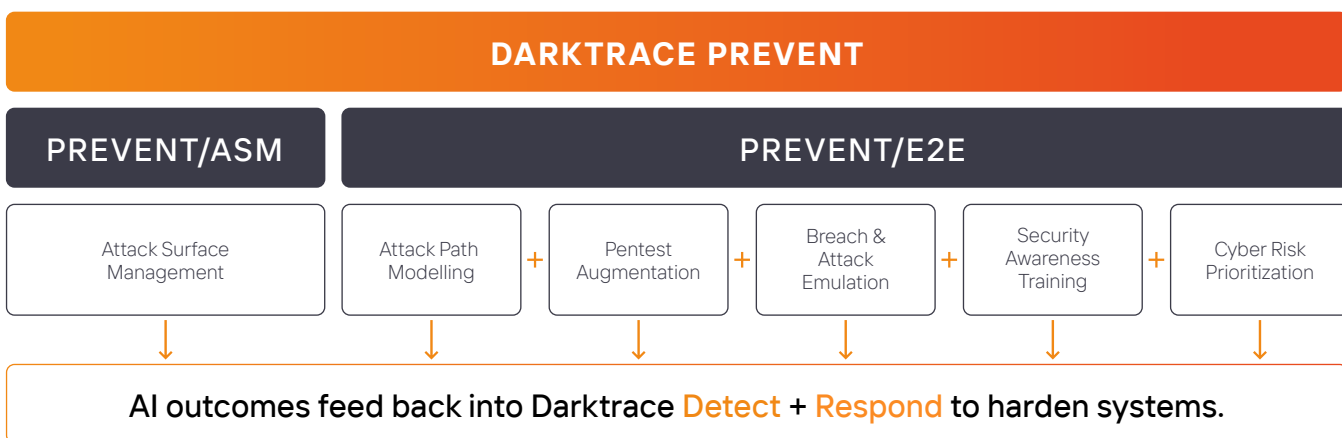 DARKTRACE PREVENT
PREVENT/ASM
PREVENT/E2E
Attack Surface
Management
Attack Path
Modelling
+
Pentest
Augmentation
+
Breach &
Attack
Emulation
+
Security
Awareness
Training
+
Cyber Risk
Prioritization
AI outcomes feed back into Darktrace Detect + Respond to harden systems.